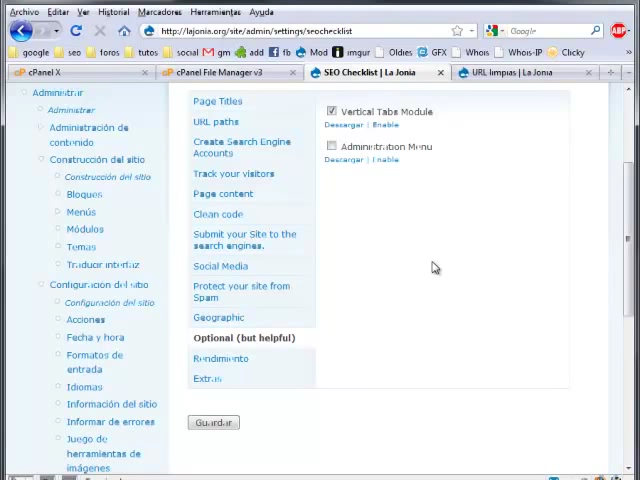 Archivo Editar Ver Historial Marcadores Herramientas Ayuda
http://lajonia.org/site/admin/settings/seochecklist
Google
google seo foros tutos social gm addons fb Mod imgur Oldies GFX Whois-IP Clicky
cPanel X
cPanel File Manager v3
SEO Checklist | La Jonia
URL limpias | La Jonia
Administrar
Administrar
Administración de contenido
Construcción del sitio
Construcción del sitio
Bloques
Menús
Módulos
Temas
Traducir interfaz
Configuración del sitio
Configuración del sitio
Acciones
Fecha y hora
Formatos de
entrada
Idiomas
Información del sitio
Informar de errores
Juego de
herramientas de
imágenes
Page Titles
URL paths
Create Search Engine
Accounts
Track your visitors
Page content
Clean code
Submit your Site to the
search engines.
Social Media
Protect your site from
Spam
Geographic
Optional (but helpful)
Rendimiento
Extras
Vertical Tabs Module
Descargar | Enable
Administration Menu
Descargar | Enable
Guardar